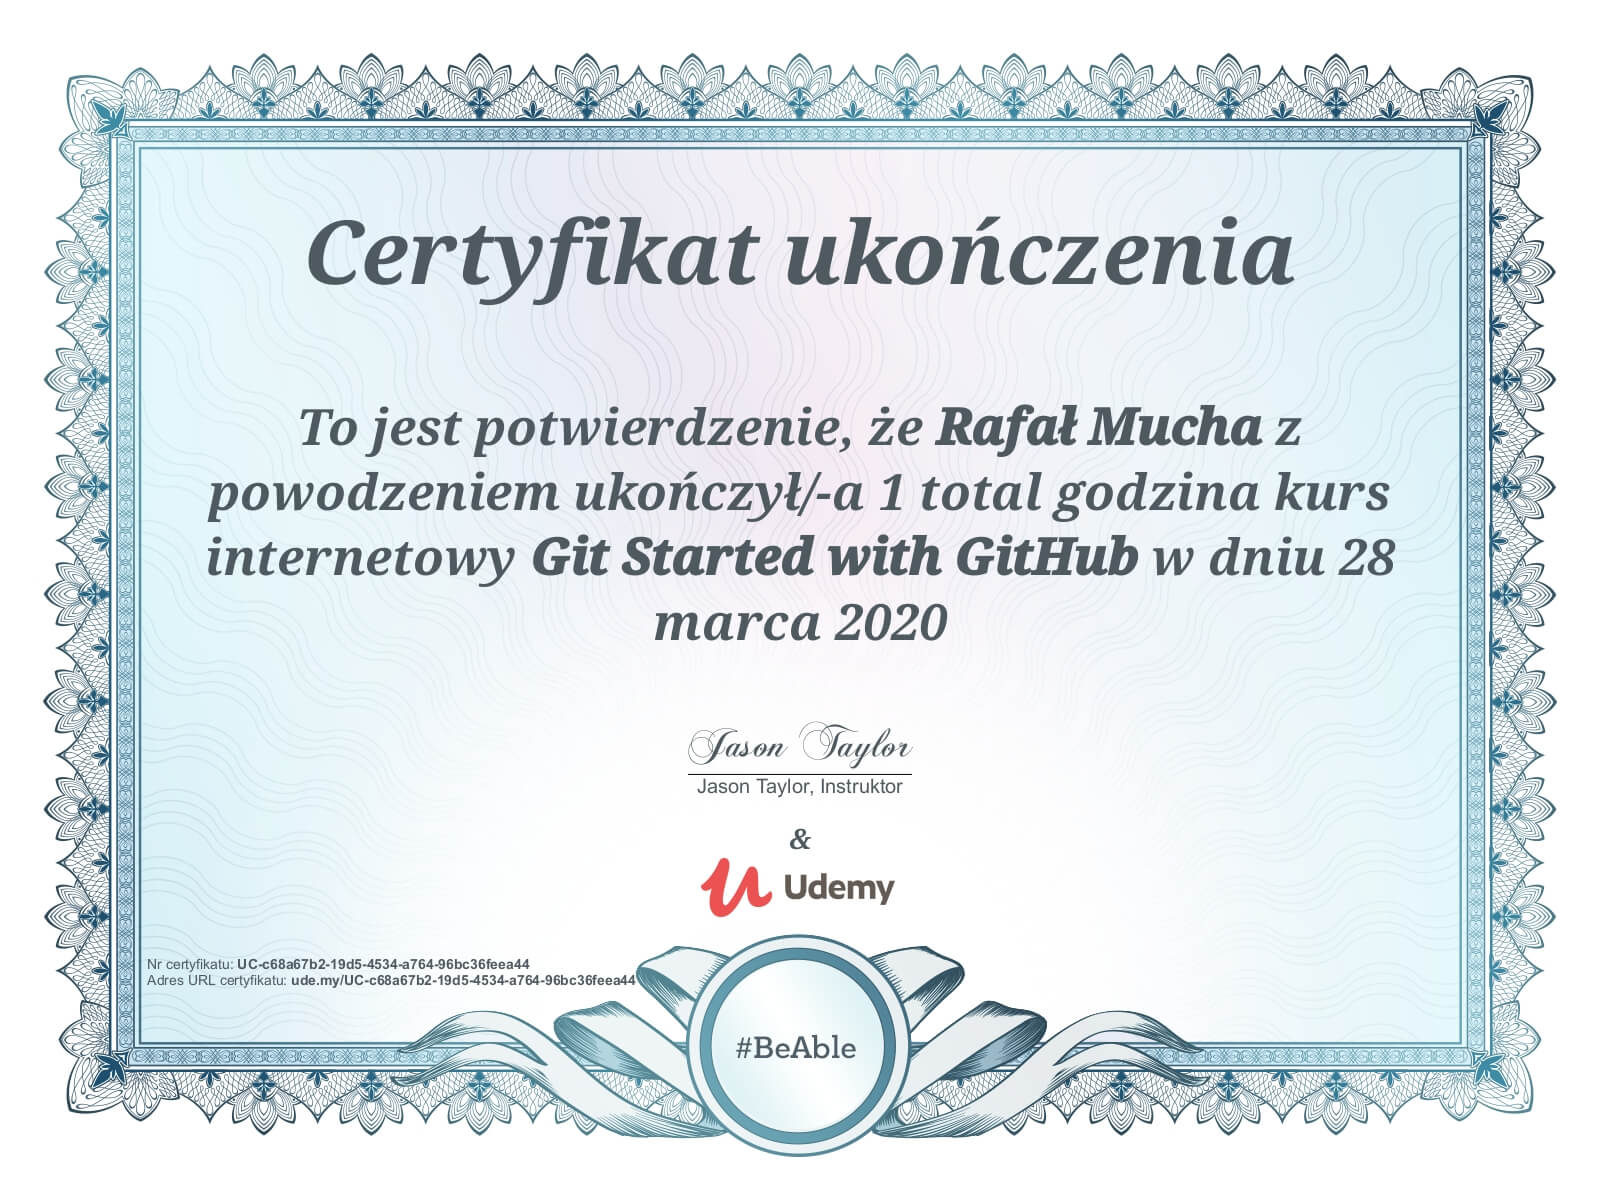 Certyfikat ukończenia
To jest potwierdzenie, że Rafał Mucha z
powodzeniem ukończył/-a 1 total godzina kurs
internetowy Git Started with GitHub w dniu 28
marca 2020
Jason Taylor
Jason Taylor, Instruktor
&
Udemy
Nr certyfikatu: UC-c68a67b2-19d5-4534-a764-96bc36feea44
Adres URL certyfikatu: ude.my/UC-c68a67b2-19d5-4534-a764-96bc36feea44
#BeAble